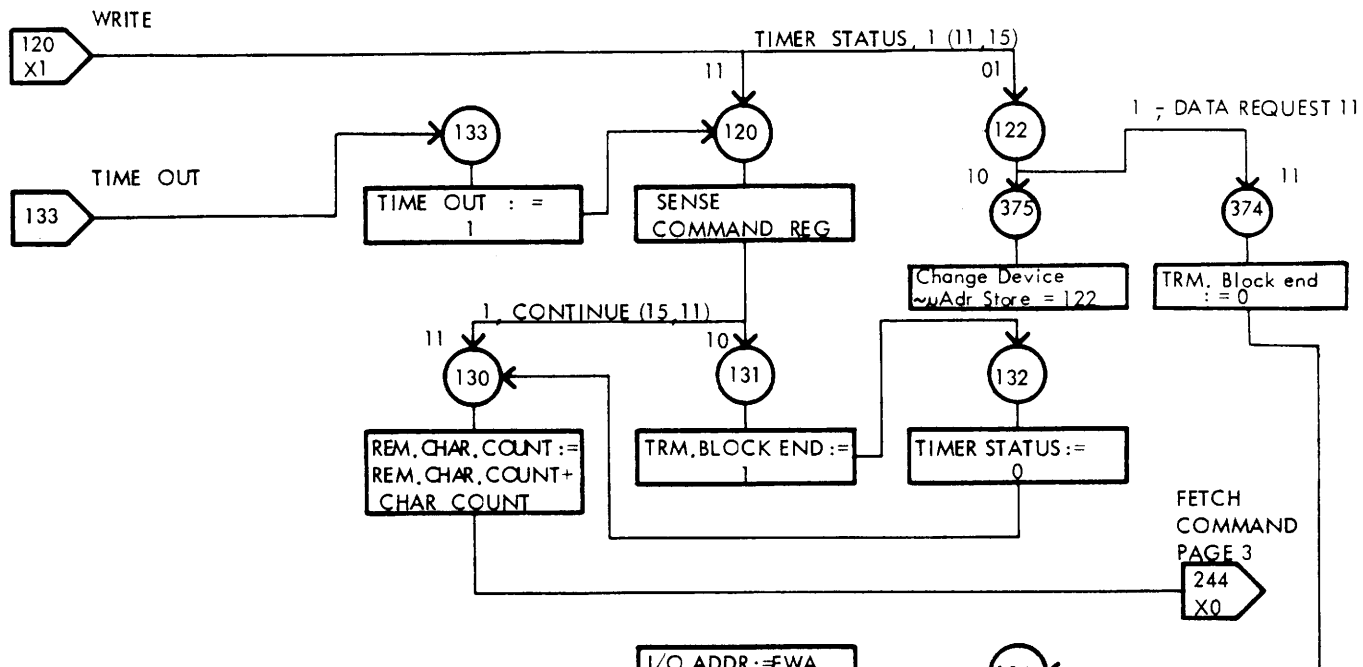 WRITE
120
X1
TIMER STATUS, 1 (11,15)
11
01
1 , - DATA REQUEST 11
133
120
122
TIME OUT
133
10
375
11
374
TIME OUT : =
1
SENSE
COMMAND REG
Change Device
~μAdr Store = 122
TRM. Block end
: = 0
1, CONTINUE (15,11)
11
10
130
131
132
REM. CHAR. COUNT :=
REM. CHAR. COUNT+
CHAR COUNT
TRM. BLOCK END :=
1
TIMER STATUS :=
0
FETCH
COMMAND
PAGE 3
244
X0
I/O ADDR := FWA